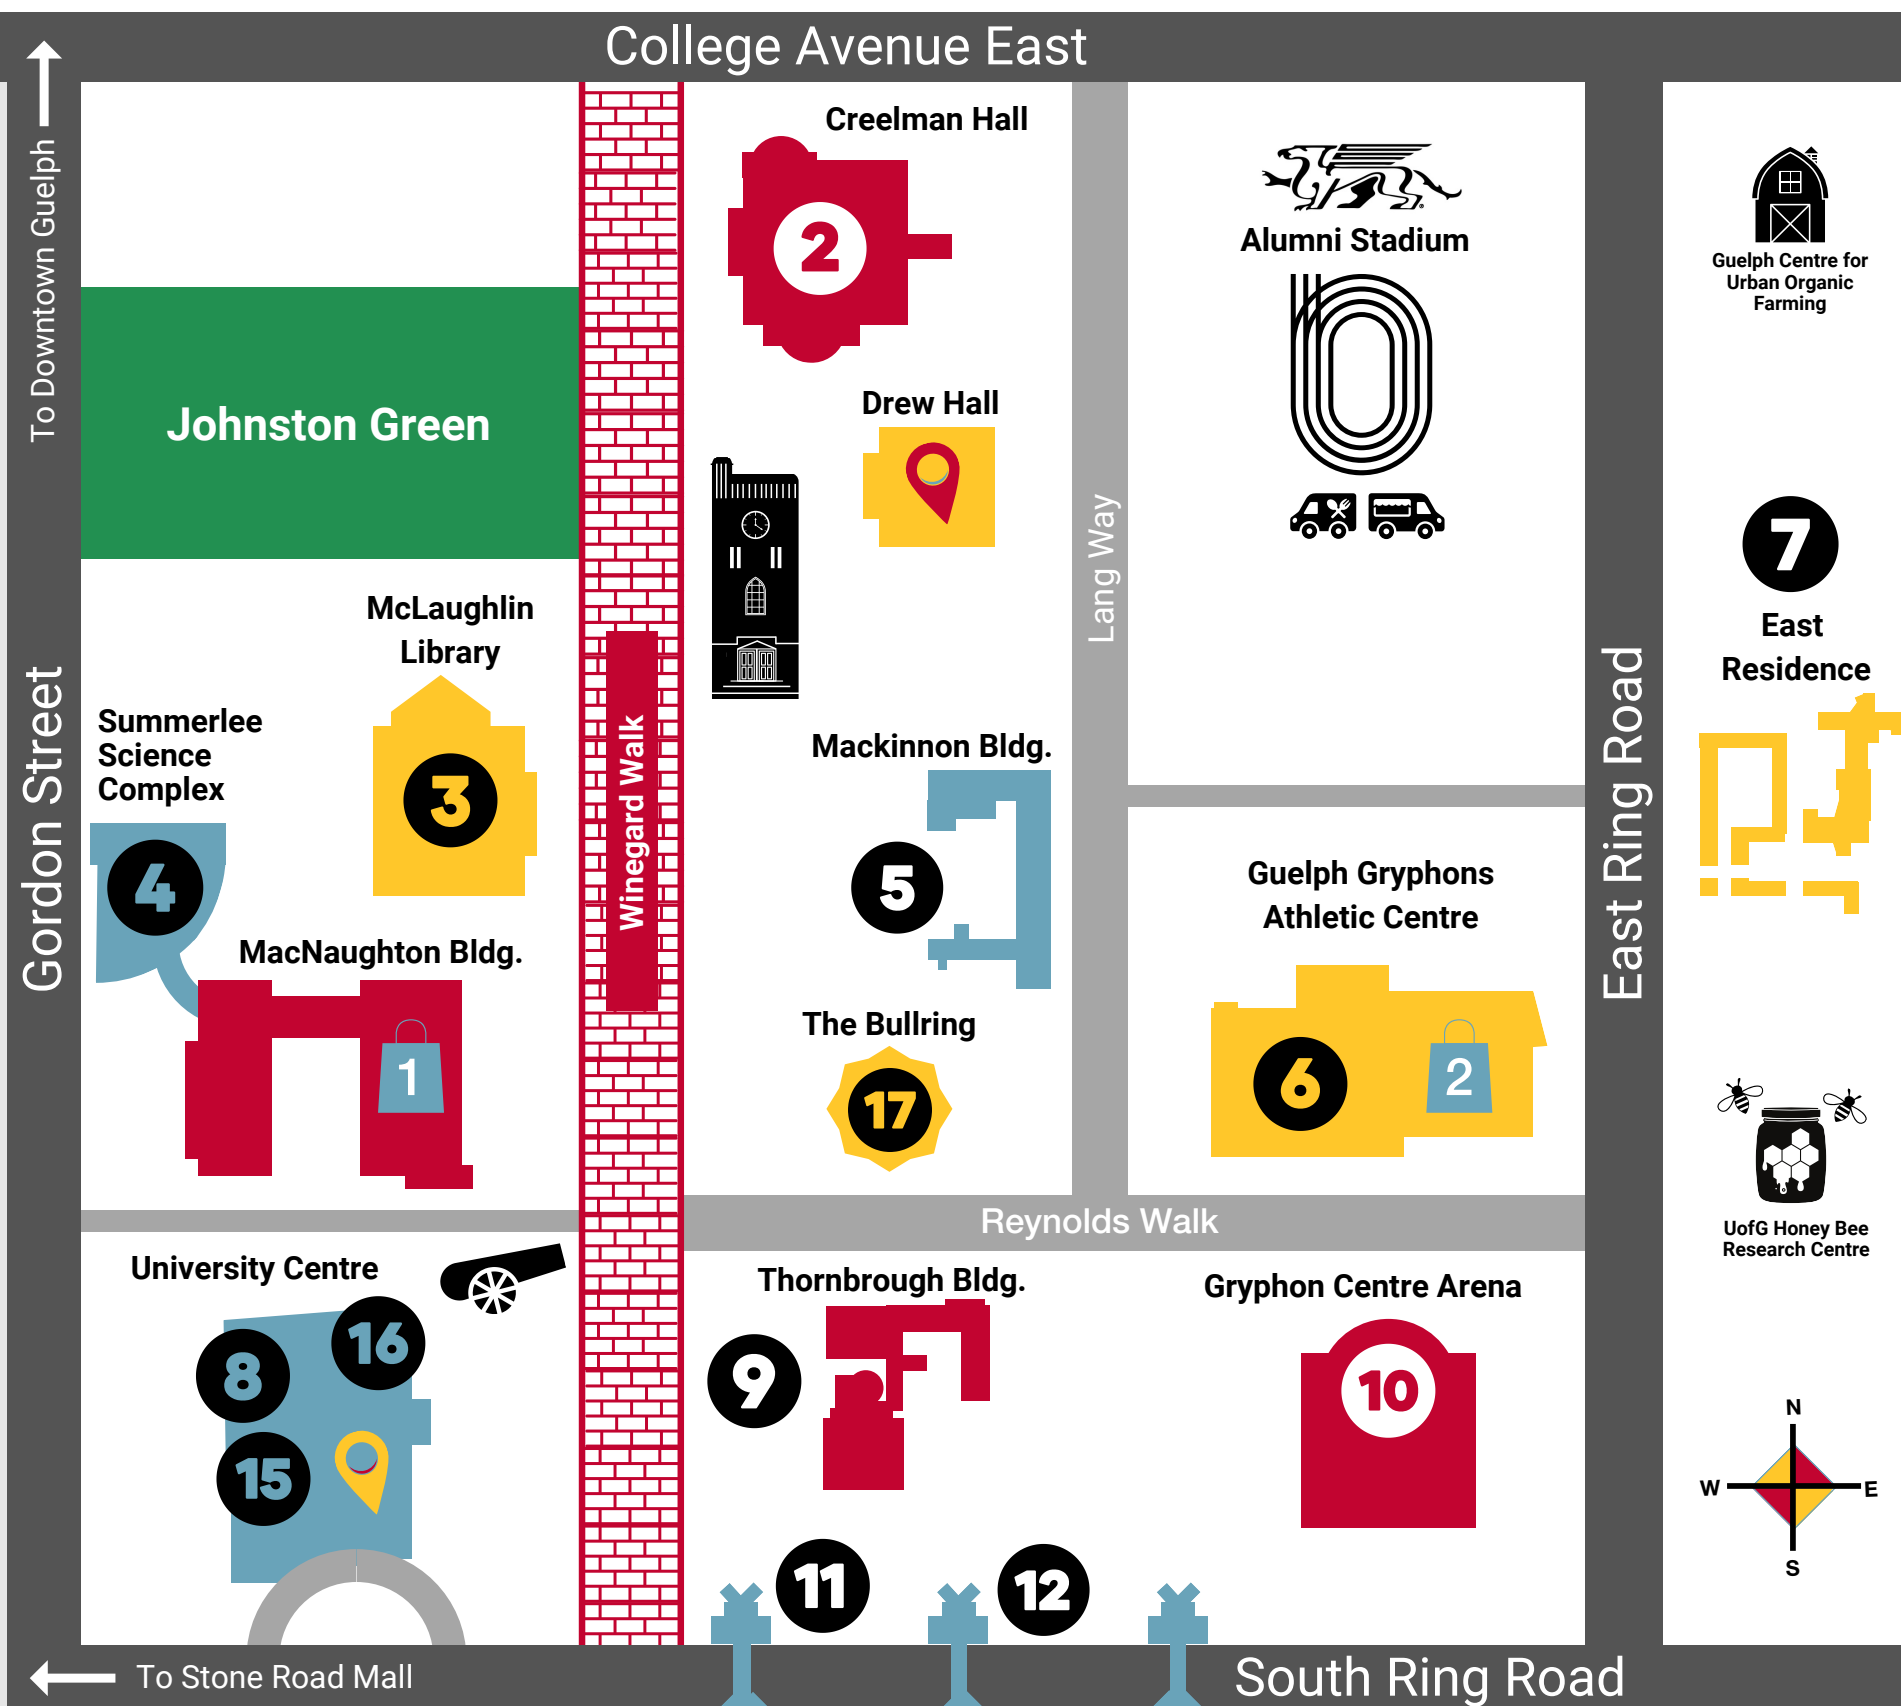 College Avenue East
To Downtown Guelph
Creelman Hall
2
Alumni Stadium
Guelph Centre for
Urban Organic
Farming
Johnston Green
Drew Hall
Lang Way
7
East
Residence
McLaughlin
Library
3
Summerlee
Science
Complex
4
Gordon Street
Winegard Walk
Mackinnon Bldg.
5
East Ring Road
Guelph Gryphons
Athletic Centre
6
2
MacNaughton Bldg.
1
The Bullring
17
UofG Honey Bee
Research Centre
Reynolds Walk
University Centre
16
8
15
Thornbrough Bldg.
9
Gryphon Centre Arena
10
N
W
E
S
11
12
To Stone Road Mall
South Ring Road